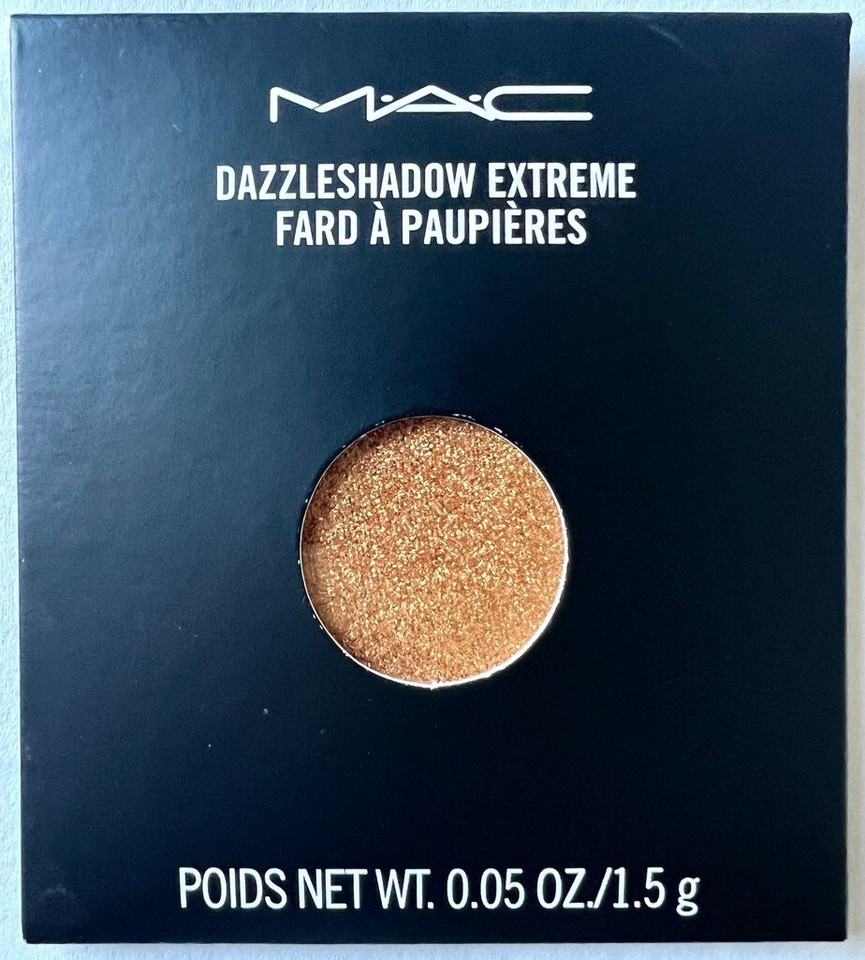 M·A·C
DAZZLESHADOW EXTREME
FARD À PAUPIÈRES
POIDS NET WT. 0.05 OZ./1.5 g